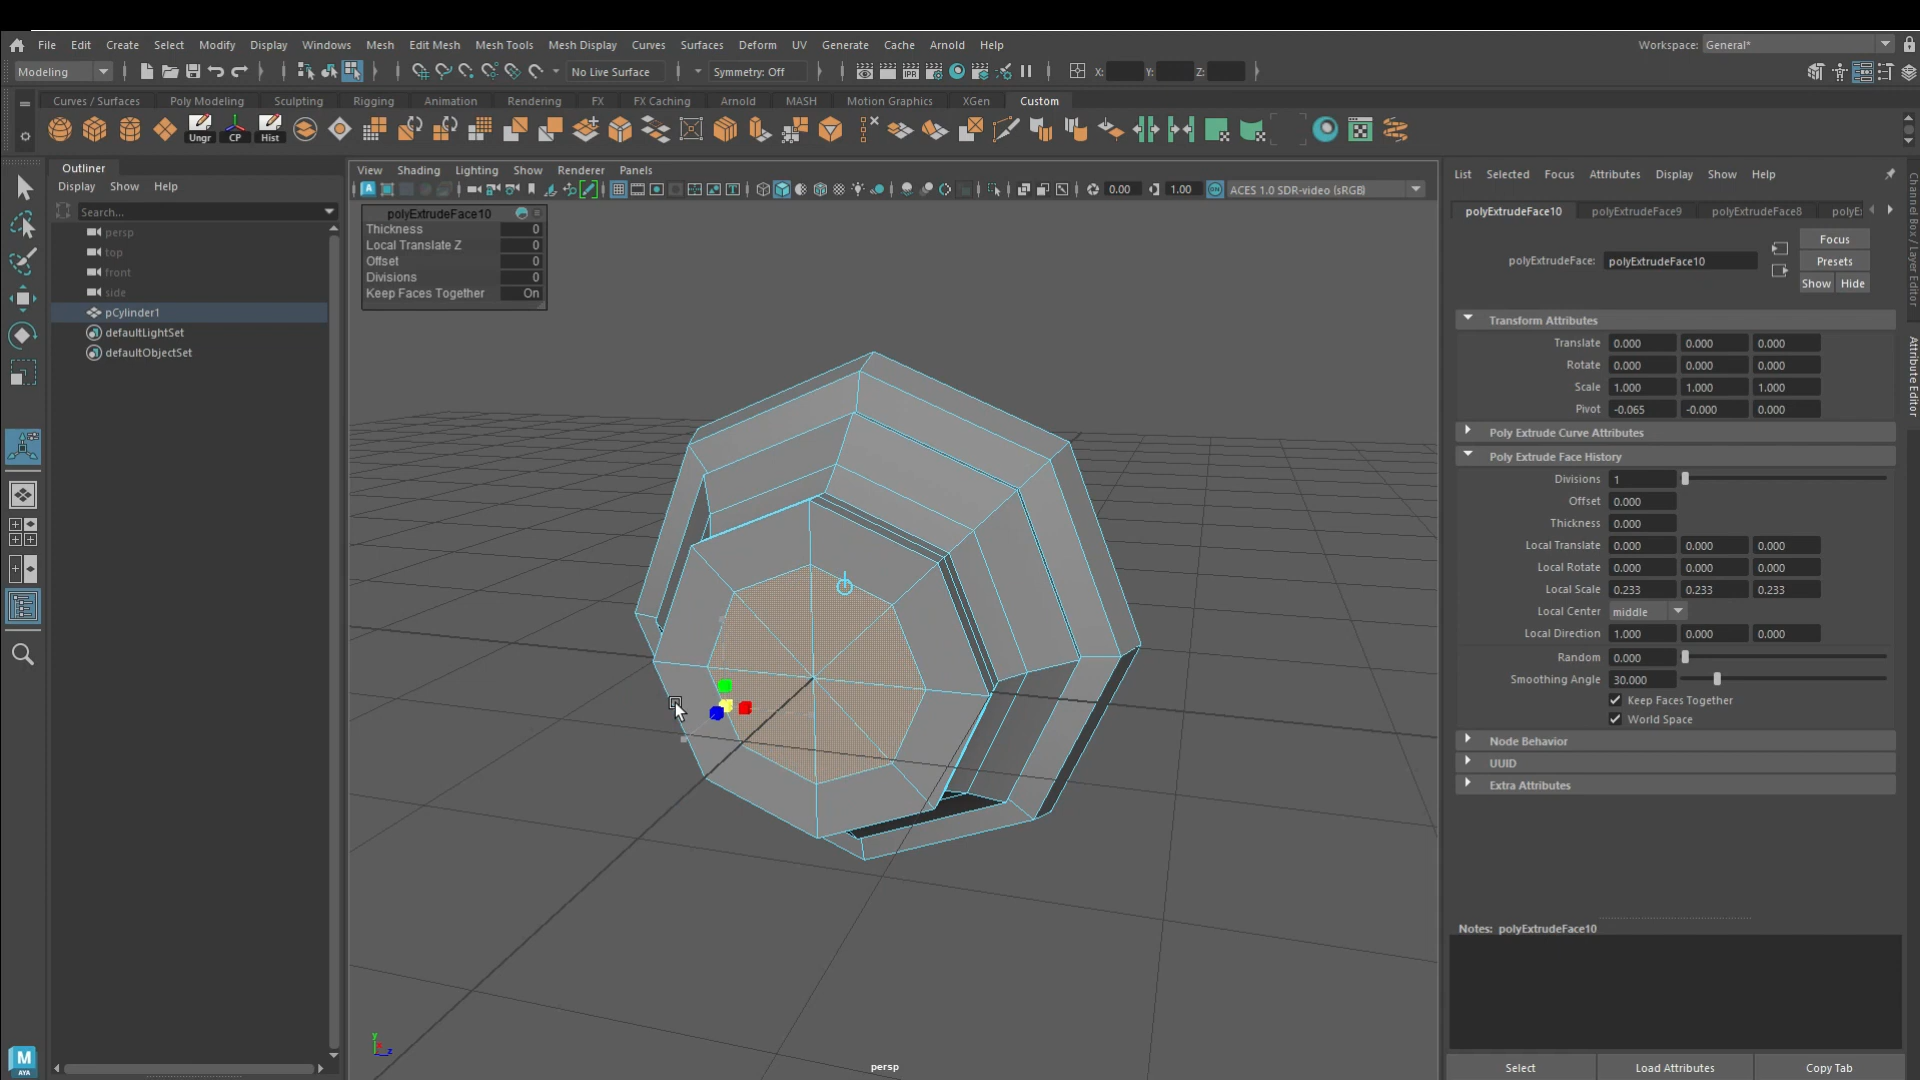 File Edit Create Select Modify Display Windows Mesh Edit Mesh Mesh Tools Mesh Display Curves Surfaces Deform UV Generate Cache Arnold Help
Workspace: General*
Modeling
No Live Surface
Symmetry: Off
X: Y: Z:
Curves / Surfaces Poly Modeling Sculpting Rigging Animation Rendering FX FX Caching Arnold MASH Motion Graphics XGen Custom
Ungr CP Hist
IPR
Outliner
Display Show Help
Search...
persp
top
front
side
pCylinder1
defaultLightSet
defaultObjectSet
View Shading Lighting Show Renderer Panels
0.00 1.00 ACES 1.0 SDR-video (sRGB)
polyExtrudeFace10
Thickness 0
Local Translate Z 0
Offset 0
Divisions 0
Keep Faces Together On
persp
List Selected Focus Attributes Display Show Help
polyExtrudeFace10 polyExtrudeFace9 polyExtrudeFace8 polyE
polyExtrudeFace: polyExtrudeFace10
Focus
Presets
Show Hide
Transform Attributes
Translate 0.000 0.000 0.000
Rotate 0.000 0.000 0.000
Scale 1.000 1.000 1.000
Pivot -0.065 -0.000 0.000
Poly Extrude Curve Attributes
Poly Extrude Face History
Divisions 1
Offset 0.000
Thickness 0.000
Local Translate 0.000 0.000 0.000
Local Rotate 0.000 0.000 0.000
Local Scale 0.233 0.233 0.233
Local Center middle
Local Direction 1.000 0.000 0.000
Random 0.000
Smoothing Angle 30.000
Keep Faces Together
World Space
Node Behavior
UUID
Extra Attributes
Notes: polyExtrudeFace10
Select Load Attributes Copy Tab
Channel Box / Layer Editor
Attribute Editor
M
AYA